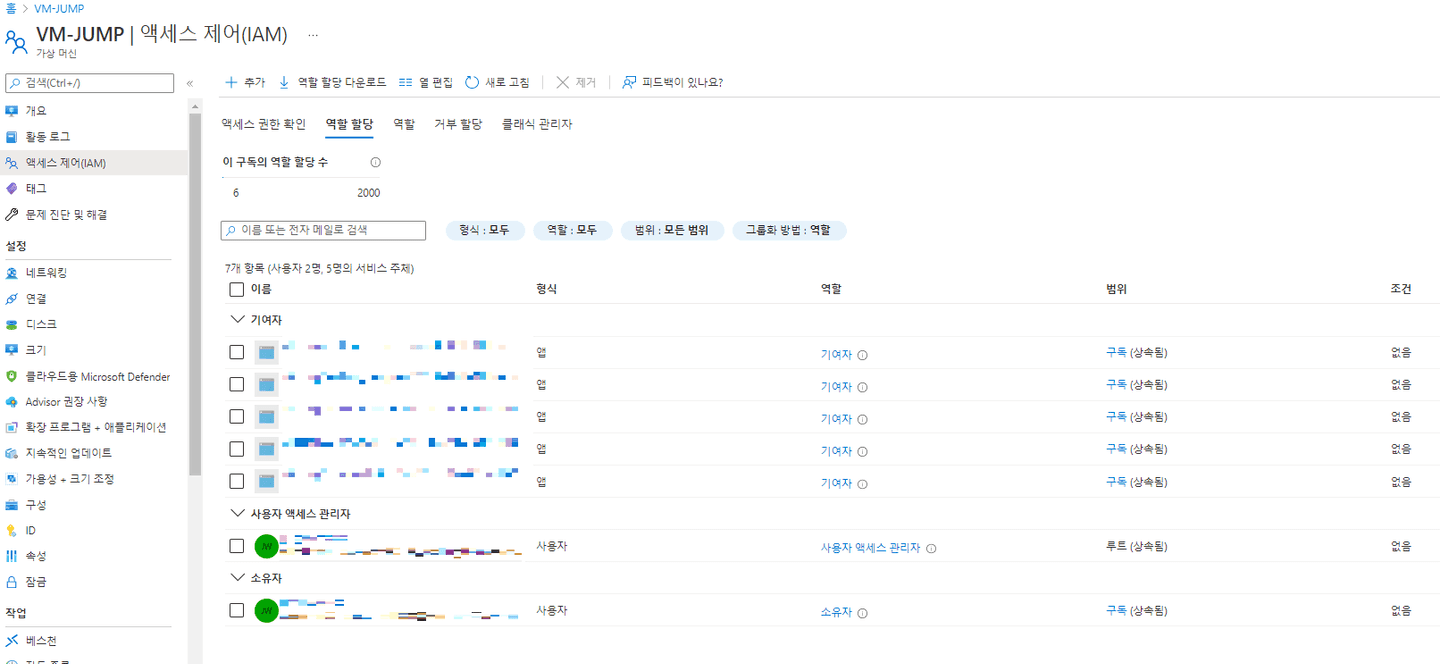 홈 > VM-JUMP
VM-JUMP | 액세스 제어(IAM) ...
가상 머신
검색(Ctrl+/) «
추가 역할 할당 다운로드 열 편집 새로 고침 제거 피드백이 있나요?
개요
활동 로그
액세스 제어(IAM)
태그
문제 진단 및 해결
설정
네트워킹
연결
디스크
크기
클라우드용 Microsoft Defender
Advisor 권장 사항
확장 프로그램 + 애플리케이션
지속적인 업데이트
가용성 + 크기 조정
구성
ID
속성
잠금
작업
베스천
액세스 권한 확인 역할 할당 역할 거부 할당 클래식 관리자
이 구독의 역할 할당 수
6 2000
이름 또는 전자 메일로 검색 형식 : 모두 역할 : 모두 범위 : 모든 범위 그룹화 방법 : 역할
7개 항목 (사용자 2명, 5명의 서비스 주체)
이름 형식 역할 범위 조건
기여자
앱 기여자 구독 (상속됨) 없음
앱 기여자 구독 (상속됨) 없음
앱 기여자 구독 (상속됨) 없음
앱 기여자 구독 (상속됨) 없음
앱 기여자 구독 (상속됨) 없음
사용자 액세스 관리자
JW 사용자 사용자 액세스 관리자 루트 (상속됨) 없음
소유자
JW 사용자 소유자 구독 (상속됨) 없음